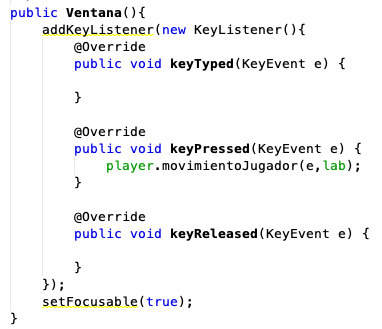 public Ventana(){
addKeyListener(new KeyListener(){
@Override
public void keyTyped(KeyEvent e) {
}
@Override
public void keyPressed(KeyEvent e) {
player.movimientoJugador(e,lab);
}
@Override
public void keyReleased(KeyEvent e) {
}
});
setFocusable(true);
}